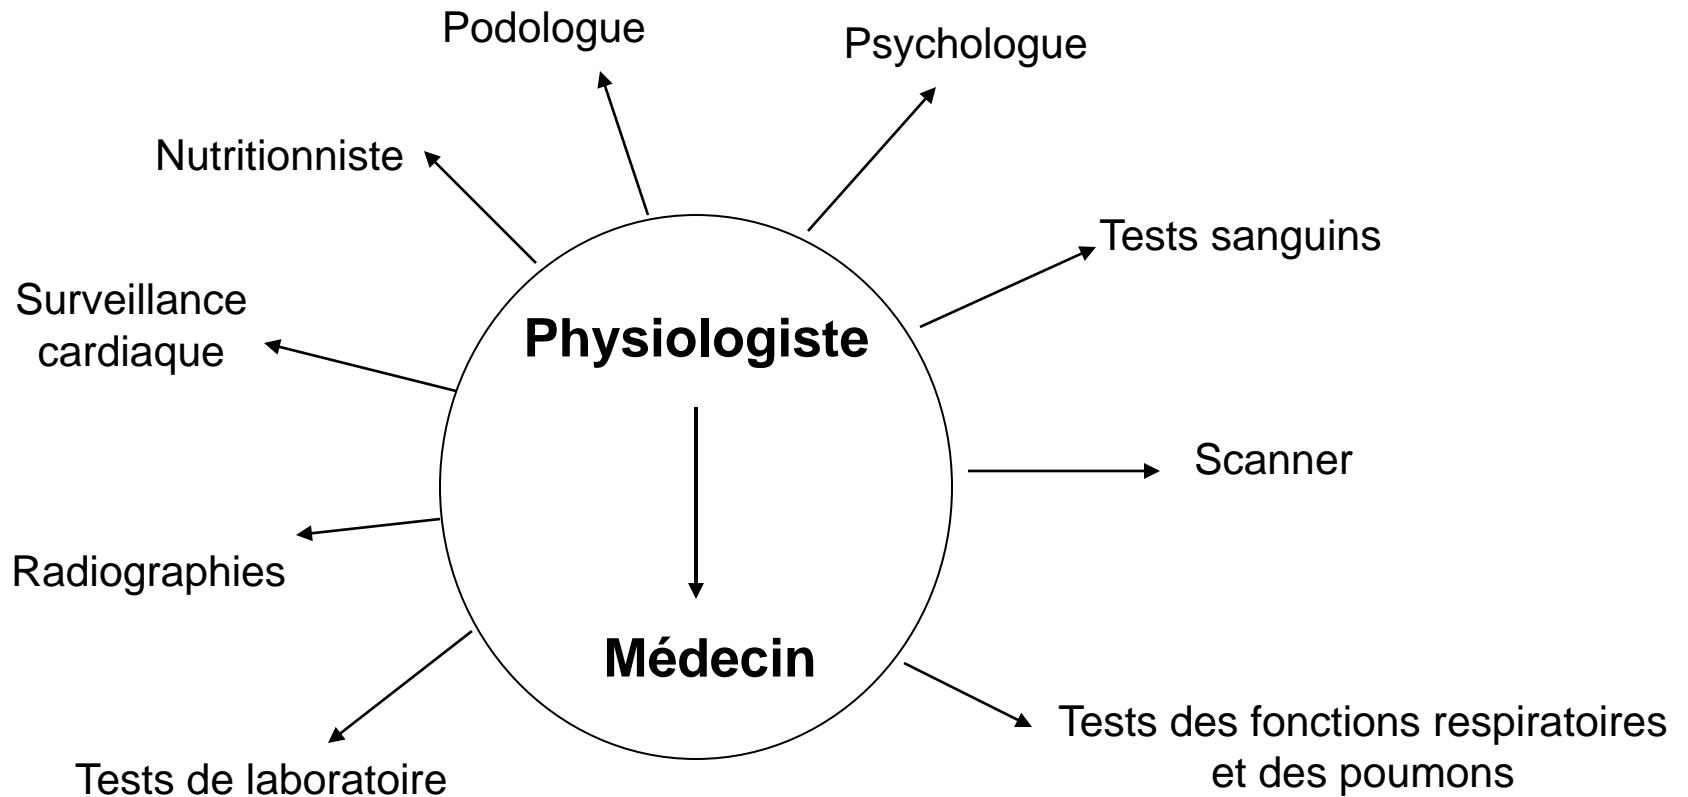 Podologue
Psychologue
Nutritionniste
Tests sanguins
Surveillance
cardiaque
Physiologiste
Scanner
Radiographies
Médecin
Tests des fonctions respiratoires
et des poumons
Tests de laboratoire